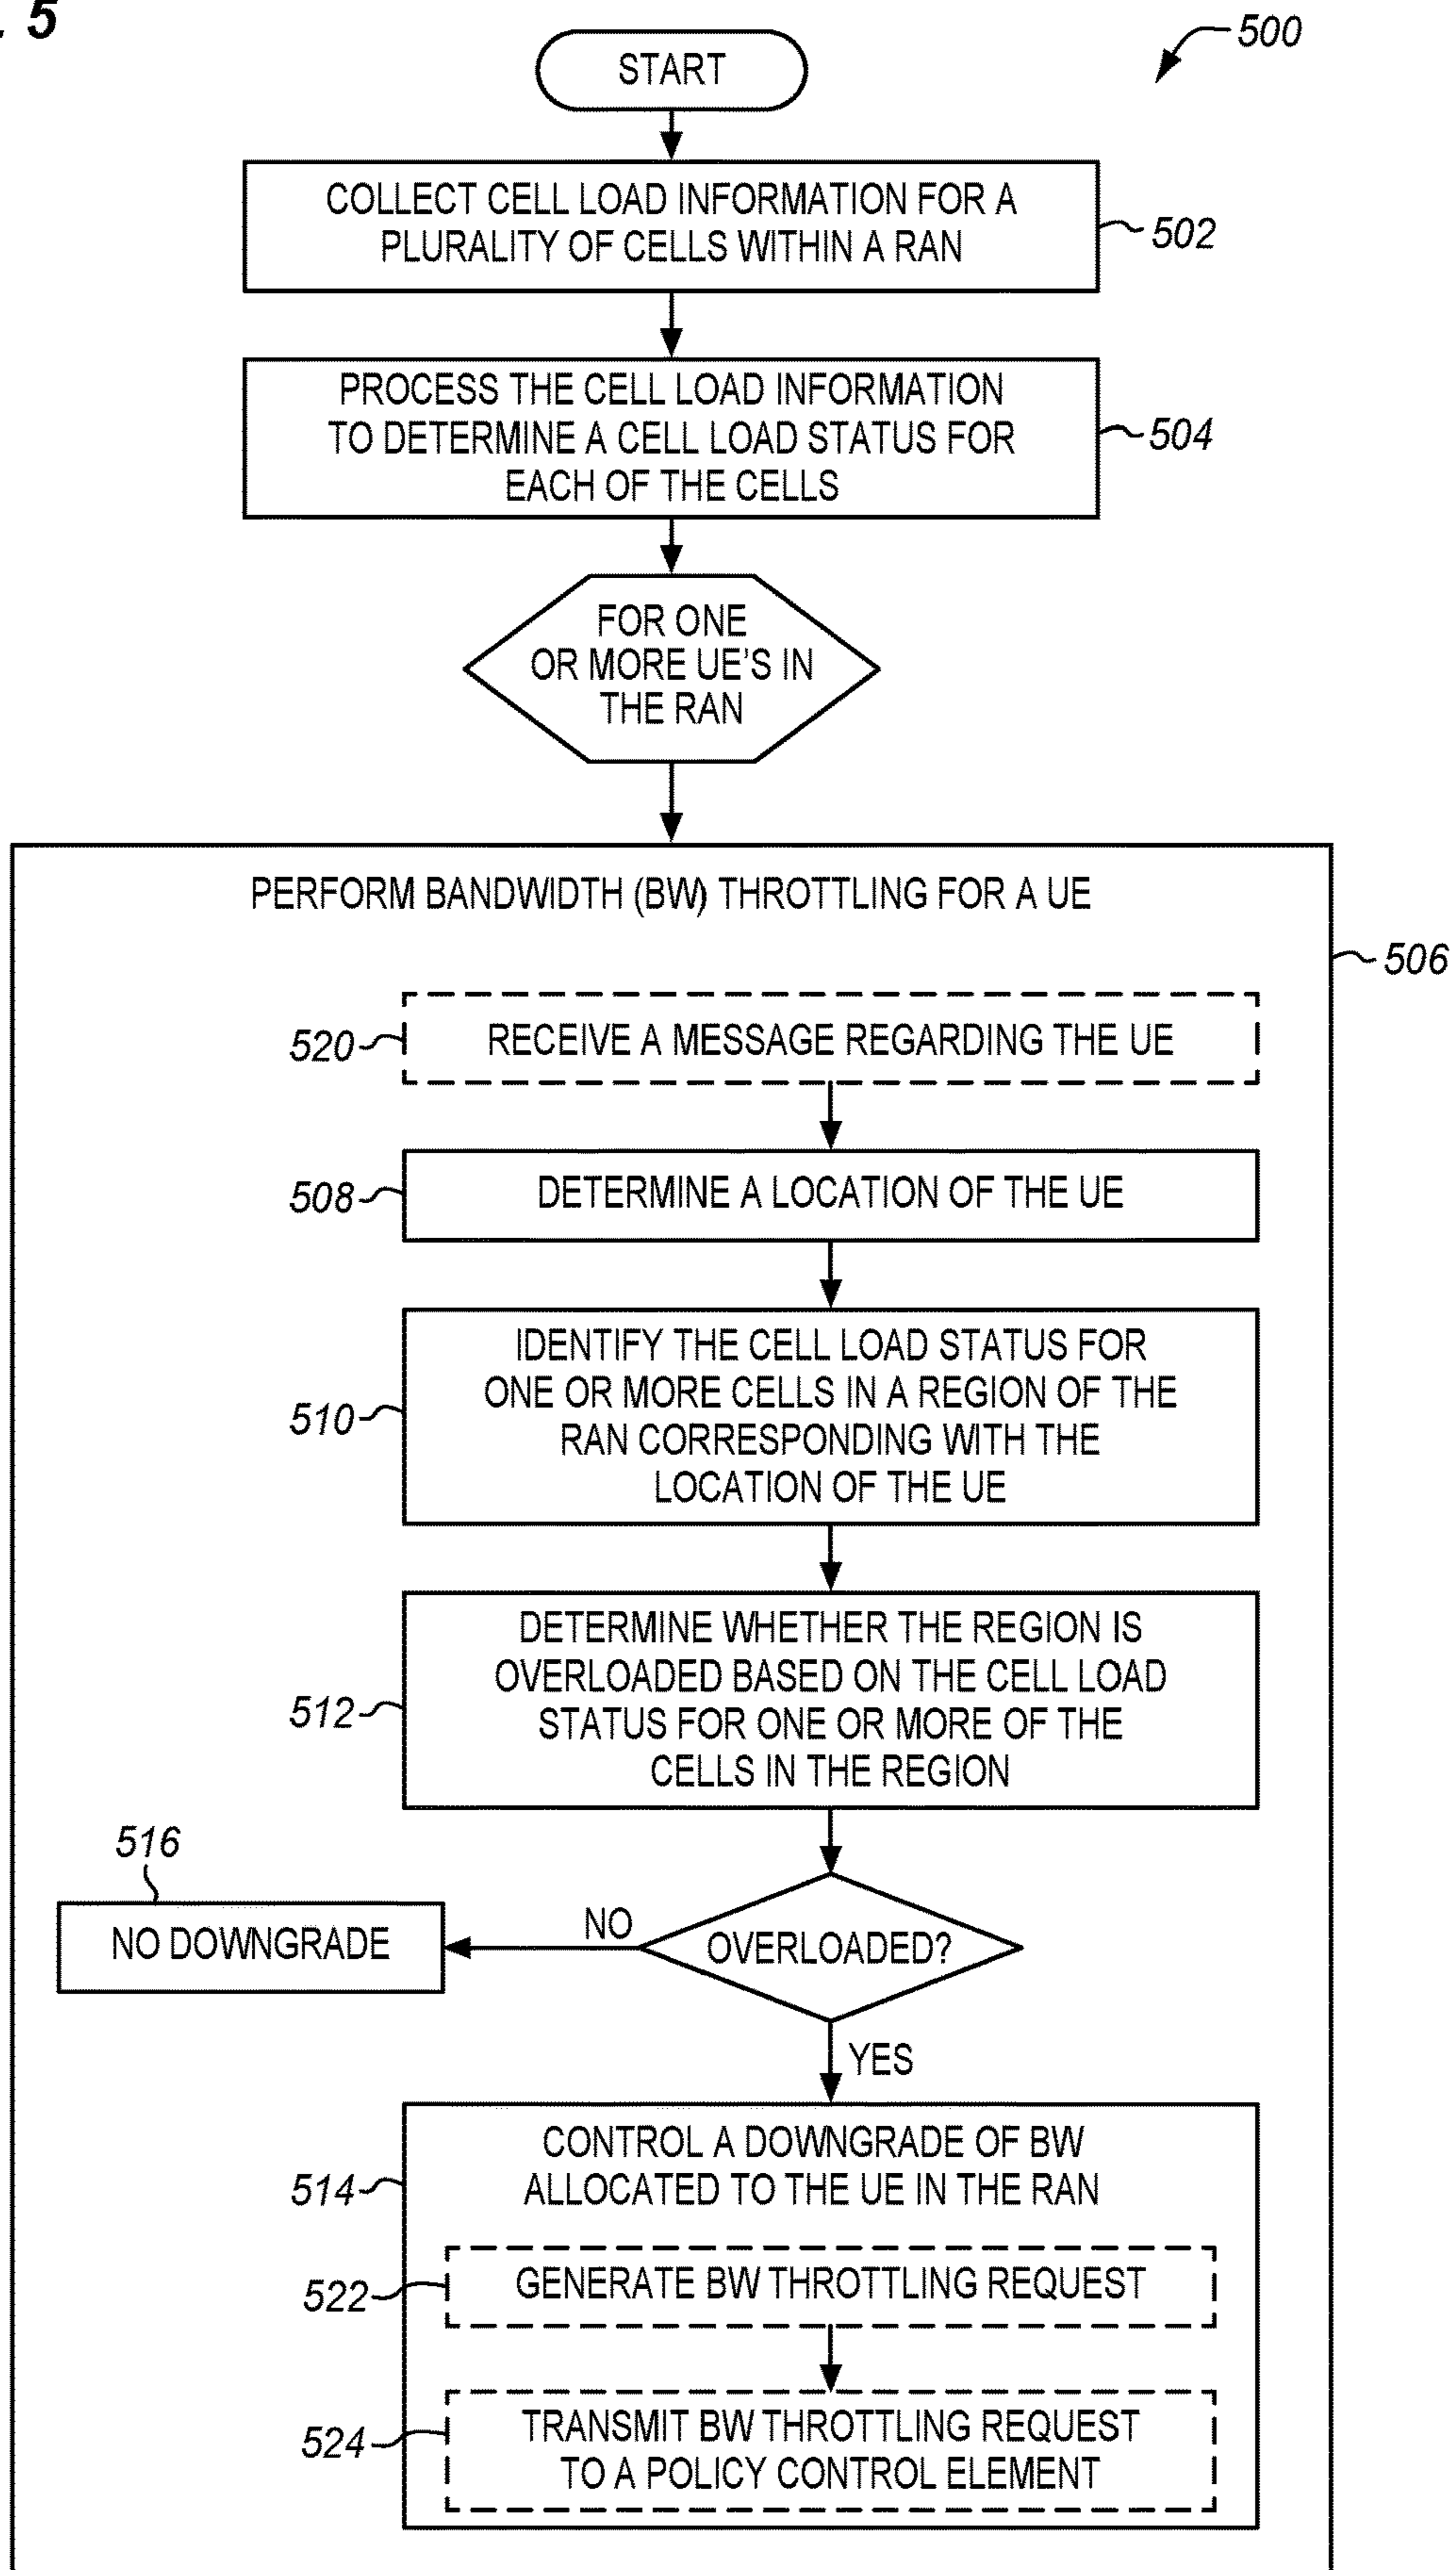 . 5
500
START
COLLECT CELL LOAD INFORMATION FOR A
PLURALITY OF CELLS WITHIN A RAN
502
PROCESS THE CELL LOAD INFORMATION
TO DETERMINE A CELL LOAD STATUS FOR
EACH OF THE CELLS
504
FOR ONE
OR MORE UE'S IN
THE RAN
PERFORM BANDWIDTH (BW) THROTTLING FOR A UE
506
520
RECEIVE A MESSAGE REGARDING THE UE
508
DETERMINE A LOCATION OF THE UE
510
IDENTIFY THE CELL LOAD STATUS FOR
ONE OR MORE CELLS IN A REGION OF THE
RAN CORRESPONDING WITH THE
LOCATION OF THE UE
512
DETERMINE WHETHER THE REGION IS
OVERLOADED BASED ON THE CELL LOAD
STATUS FOR ONE OR MORE OF THE
CELLS IN THE REGION
516
NO DOWNGRADE
NO
OVERLOADED?
YES
514
CONTROL A DOWNGRADE OF BW
ALLOCATED TO THE UE IN THE RAN
522
GENERATE BW THROTTLING REQUEST
524
TRANSMIT BW THROTTLING REQUEST
TO A POLICY CONTROL ELEMENT